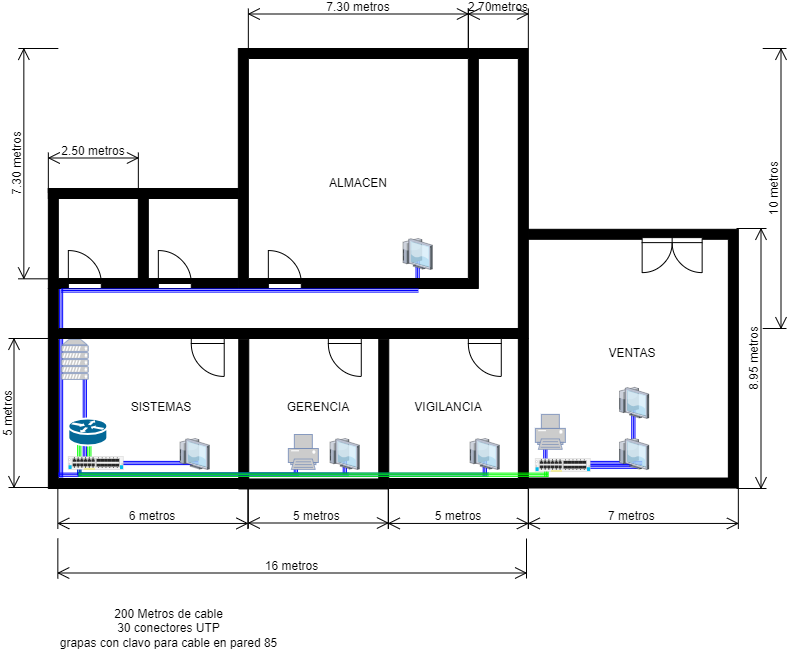 7.30 metros
2.70metros
2.50 metros
7.30 metros
10 metros
ALMACEN
8.95 metros
VENTAS
5 metros
SISTEMAS
GERENCIA
VIGILANCIA
6 metros
5 metros
5 metros
7 metros
16 metros
200 Metros de cable
30 conectores UTP
grapas con clavo para cable en pared 85